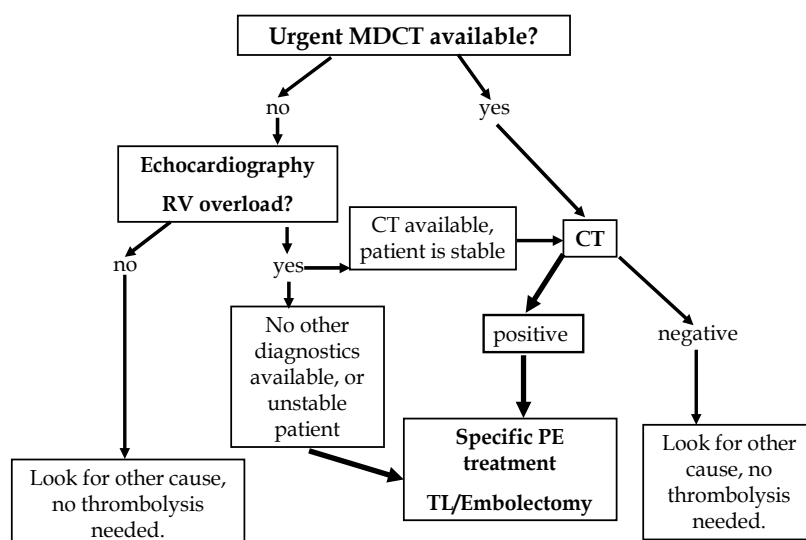 Urgent MDCT available?
no
yes
Echocardiography
RV overload?
CT available,
patient is stable
CT
no
yes
No other
diagnostics
available, or
unstable
patient
positive
negative
Specific PE
treatment
TL/Embolectomy
Look for other cause,
no thrombolysis
needed.
Look for other
cause, no
thrombolysis
needed.